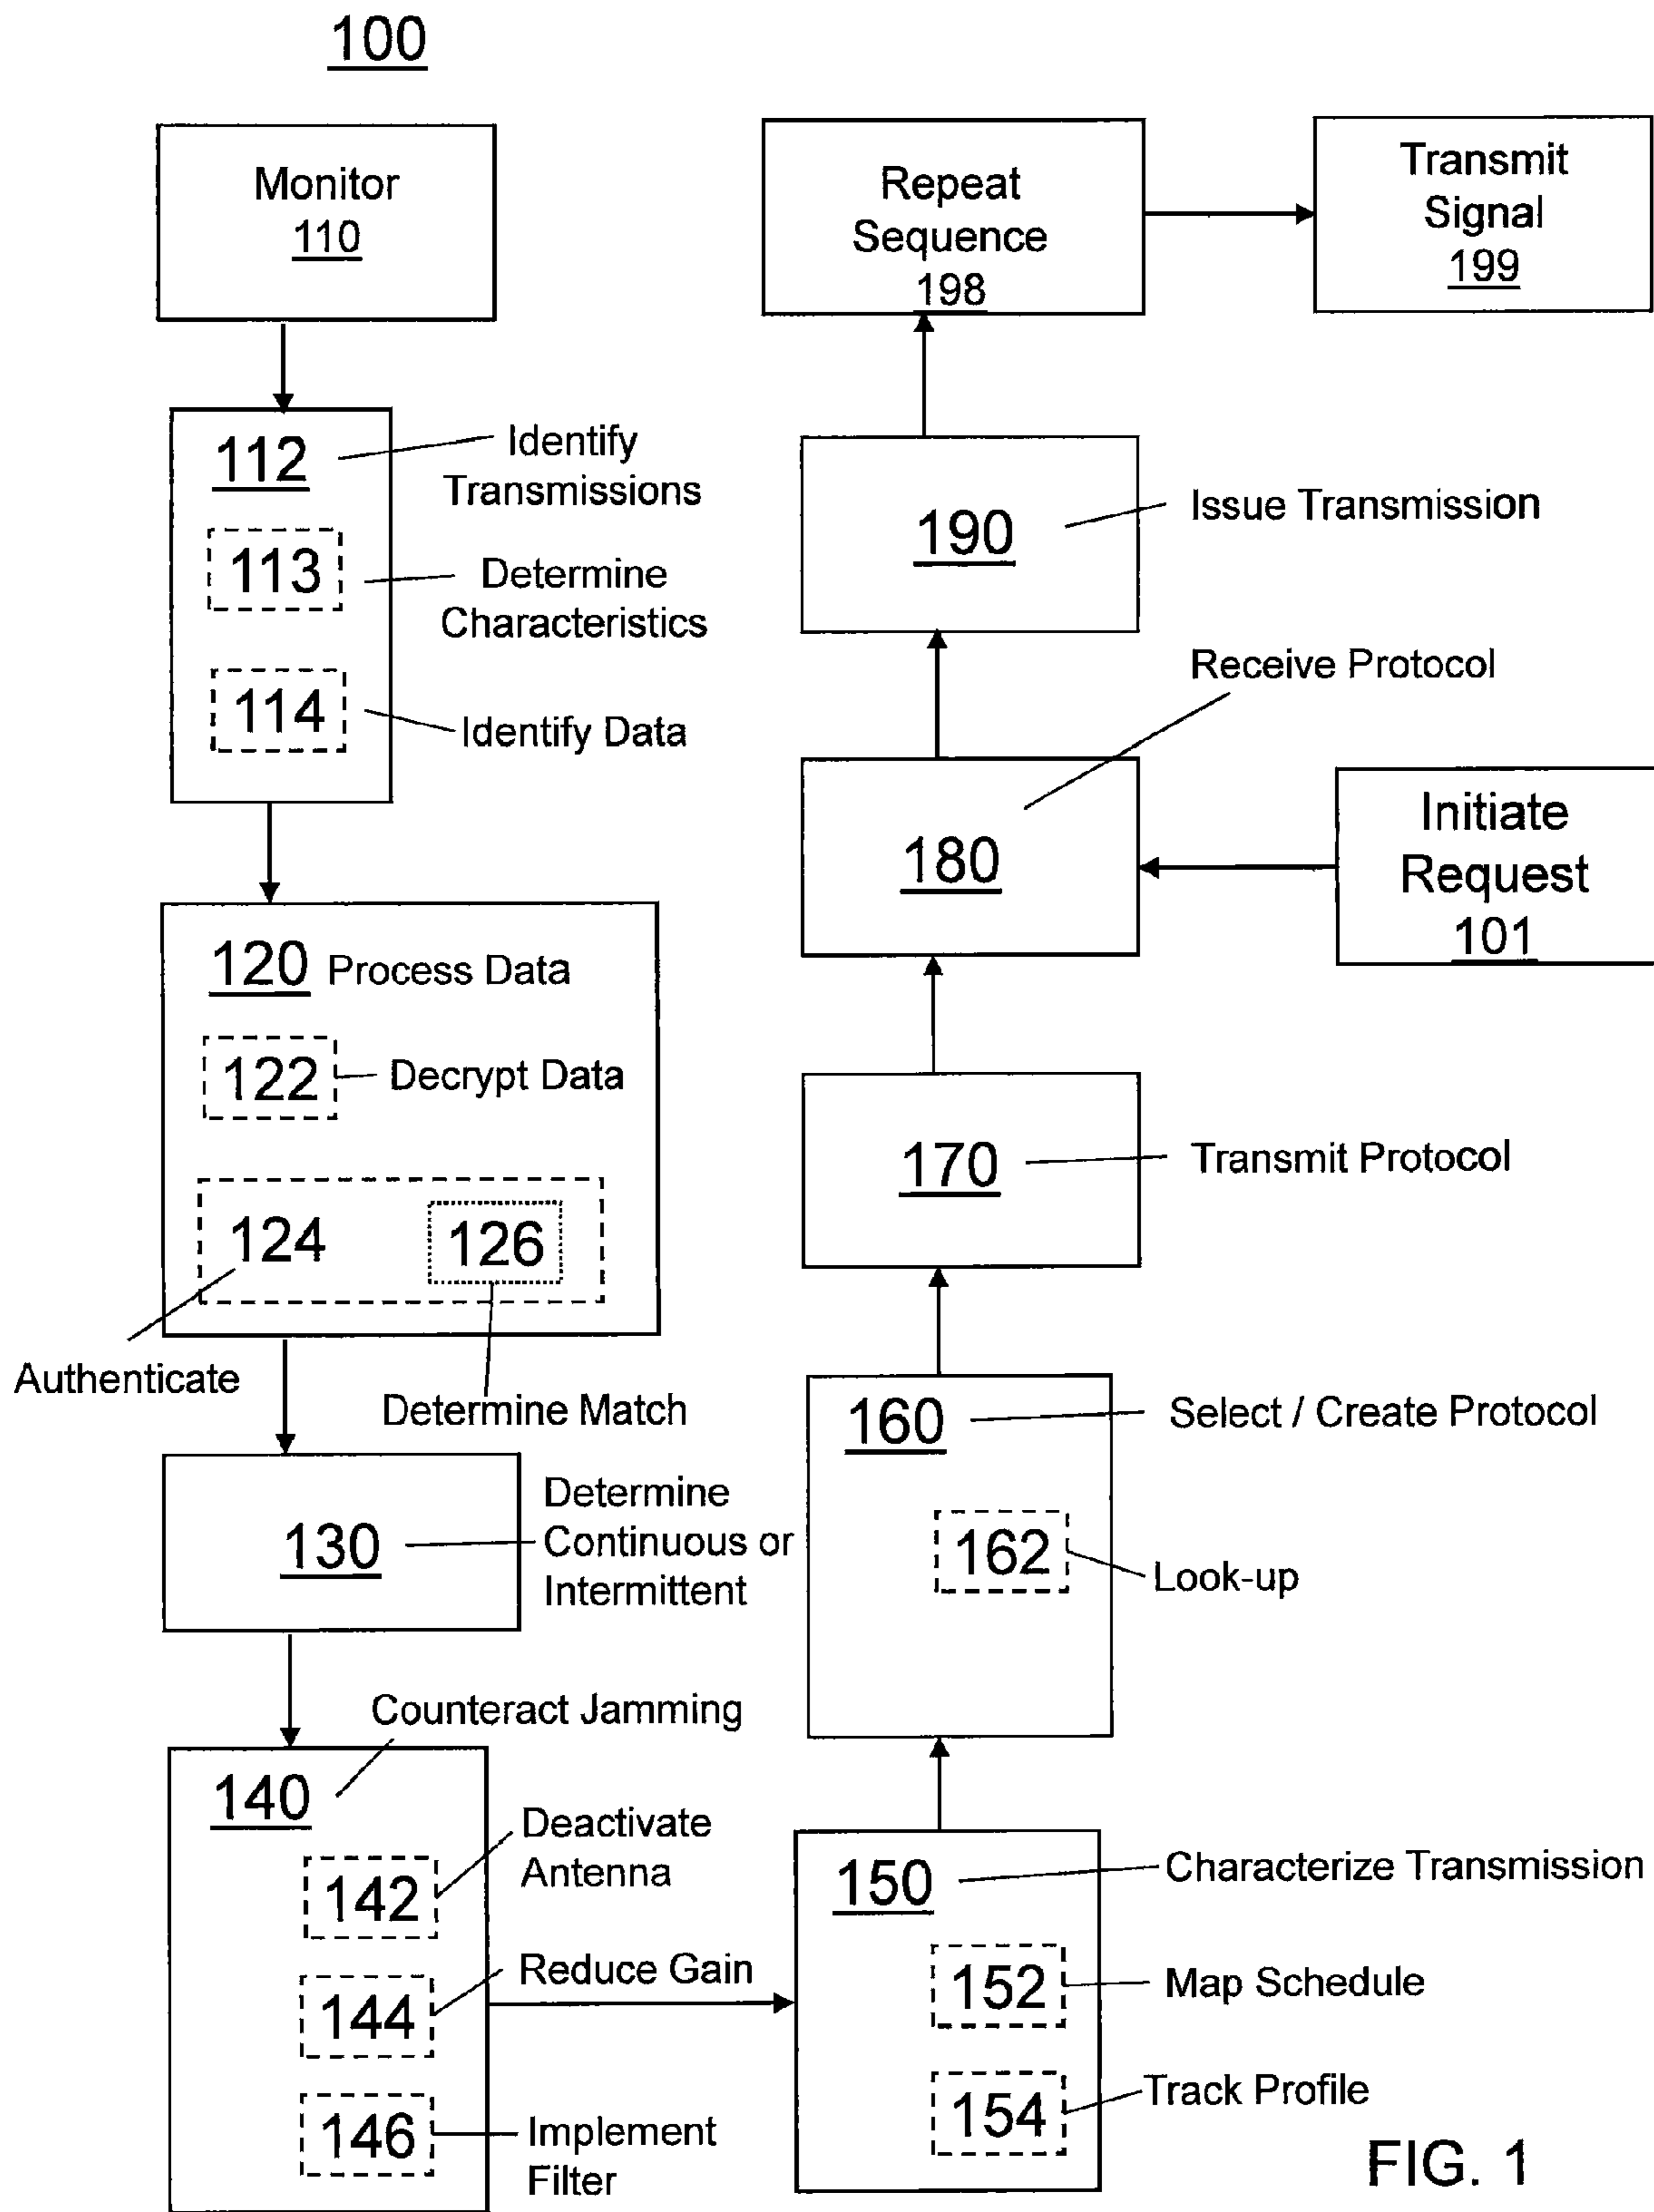 100
Monitor
110
112
Identify
Transmissions
113
Determine
Characteristics
114
Identify Data
120 Process Data
122
Decrypt Data
124
126
Authenticate
Determine Match
130
Determine
Continuous or
Intermittent
Counteract Jamming
140
Deactivate
Antenna
142
Reduce Gain
144
146
Implement
Filter
150
Characterize Transmission
152
Map Schedule
154
Track Profile
160
Select / Create Protocol
162
Look-up
170
Transmit Protocol
180
Receive Protocol
Initiate
Request
101
190
Issue Transmission
Repeat
Sequence
198
Transmit
Signal
199
FIG. 1